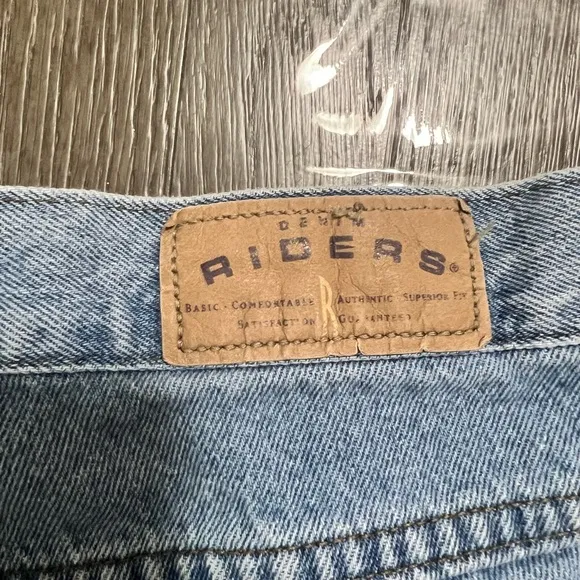 DENIM
RIDERS®
BASIC · COMFORTABLE R AUTHENTIC SUPERIOR FIT
SATISFACTION GUARANTEED